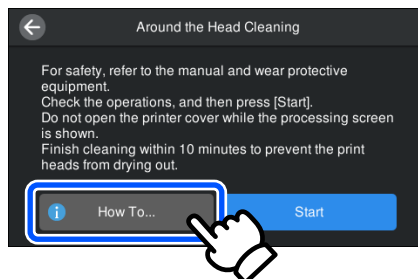 Around the Head Cleaning
For safety, refer to the manual and wear protective
equipment.
Check the operations, and then press [Start].
Do not open the printer cover while the processing screen
is shown.
Finish cleaning within 10 minutes to prevent the print
heads from drying out.
i How To... Start